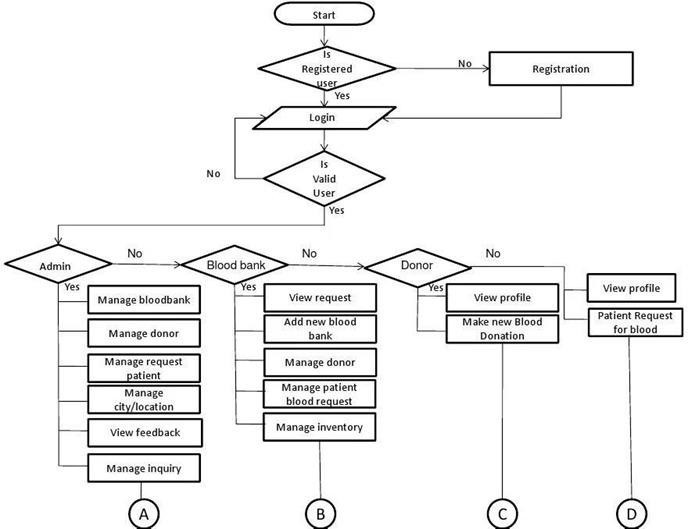 Start
Is
Registered
user
No
Registration
Yes
Login
Is
Valid
User
No
Yes
Admin
No
Blood bank
No
Donor
No
Yes
Manage bloodbank
Manage donor
Manage request
patient
Manage
city/location
View feedback
Manage inquiry
Yes
View request
Add new blood
bank
Manage donor
Manage patient
blood request
Manage inventory
Yes
View profile
Make new Blood
Donation
View profile
Patient Request
for blood
A
B
C
D